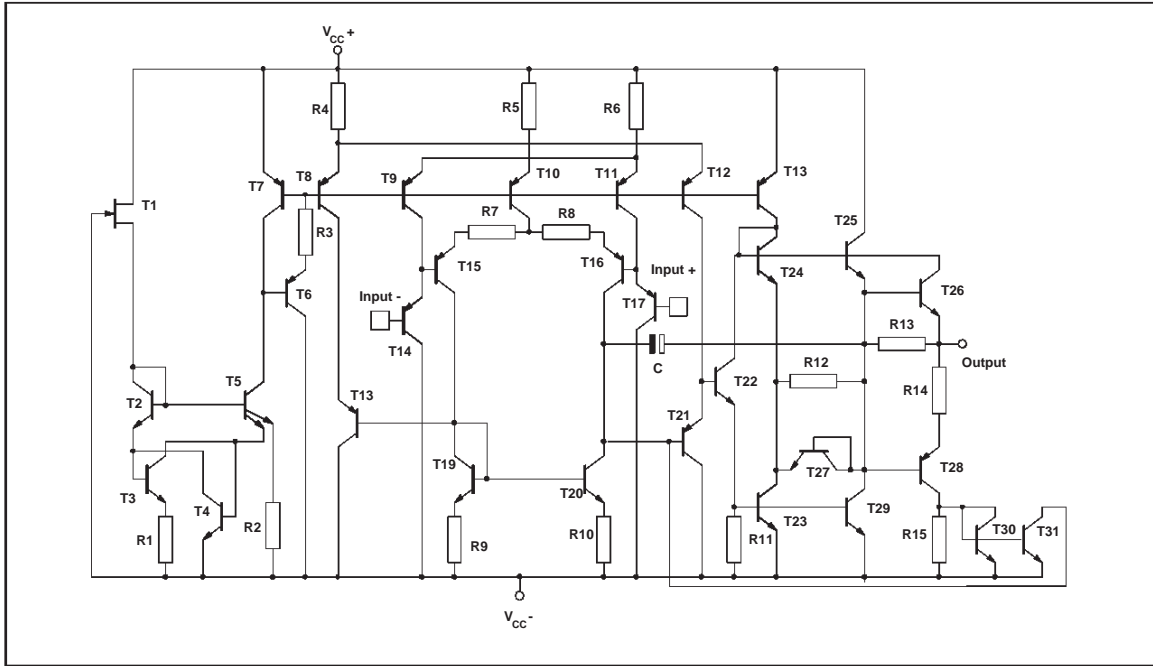 VCC+
R4
R5
R6
T7
T8
T9
T10
T11
T12
T13
T1
R3
R7
R8
T25
T15
T16
Input +
T24
T6
T17
T26
Input -
T14
R13
Output
C
R12
T2
T5
T13
T22
R14
T21
T19
T27
T28
T3
T4
T20
T23
T29
R1
R2
R9
R10
R11
R15
T30
T31
VCC-